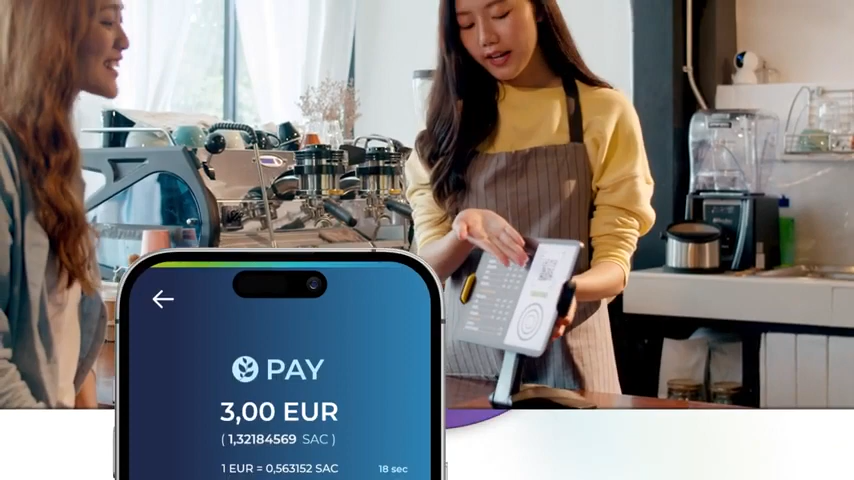 PAY
3,00 EUR
( 1,32184569 SAC )
1 EUR = 0,563152 SAC 18 sec